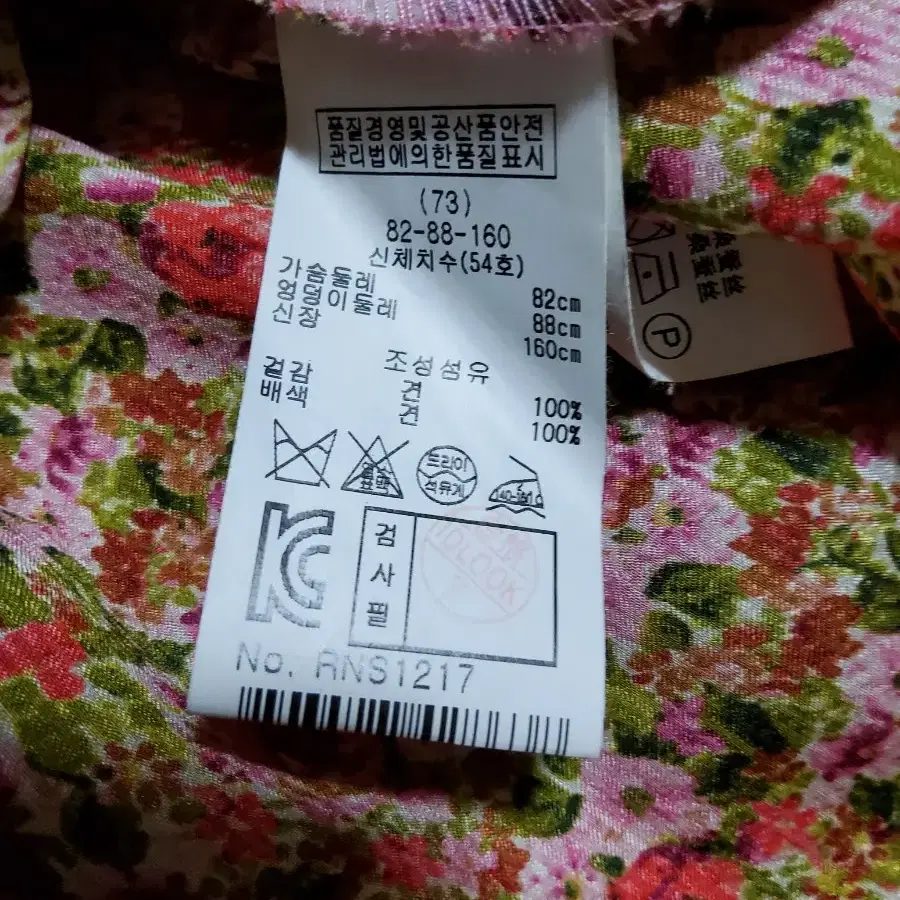 품질경영및공산품안전
관리법에의한품질표시
(73)
82-88-160
신체치수(54호)
가슴둘레 82cm
엉덩이둘레 88cm
신장 160cm
조성섬유
겉감 견 100%
배색 견 100%
드라이
석유계
검
사
필
LOOK
No. RNS1217
P